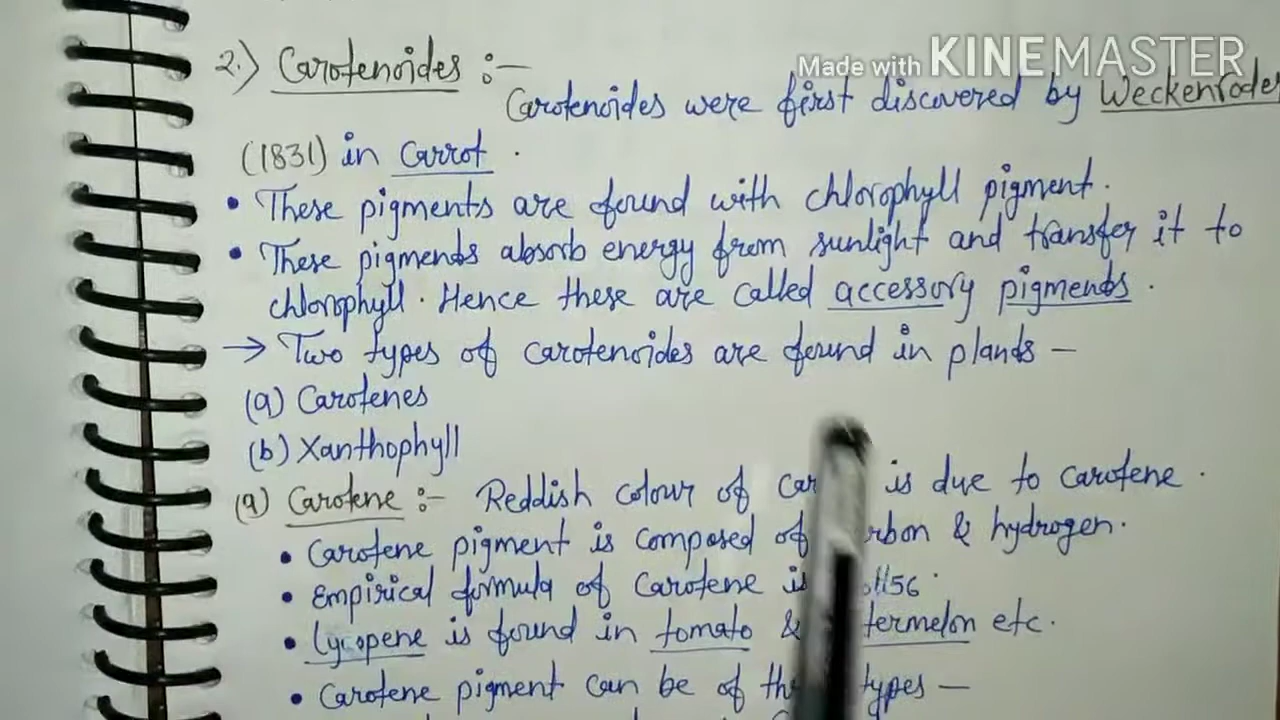 Made with KINEMASTER
2.) Carotenoides :-
Carotenoides were first discovered by Weckenroder
(1831) in Carrot .
• These pigments are found with chlorophyll pigment.
• These pigments absorb energy from sunlight and transfer it to
chlorophyll. Hence these are called accessory pigments.
→ Two types of carotenoides are found in plants -
(a) Carotenes
(b) Xanthophyll
(a) Carotene :- Reddish colour of is due to carotene.
• Carotene pigment is composed of & hydrogen.
• Empirical formula of carotene is
• Lycopene is found in tomato & etc.
• Carotene pigment can be of types -